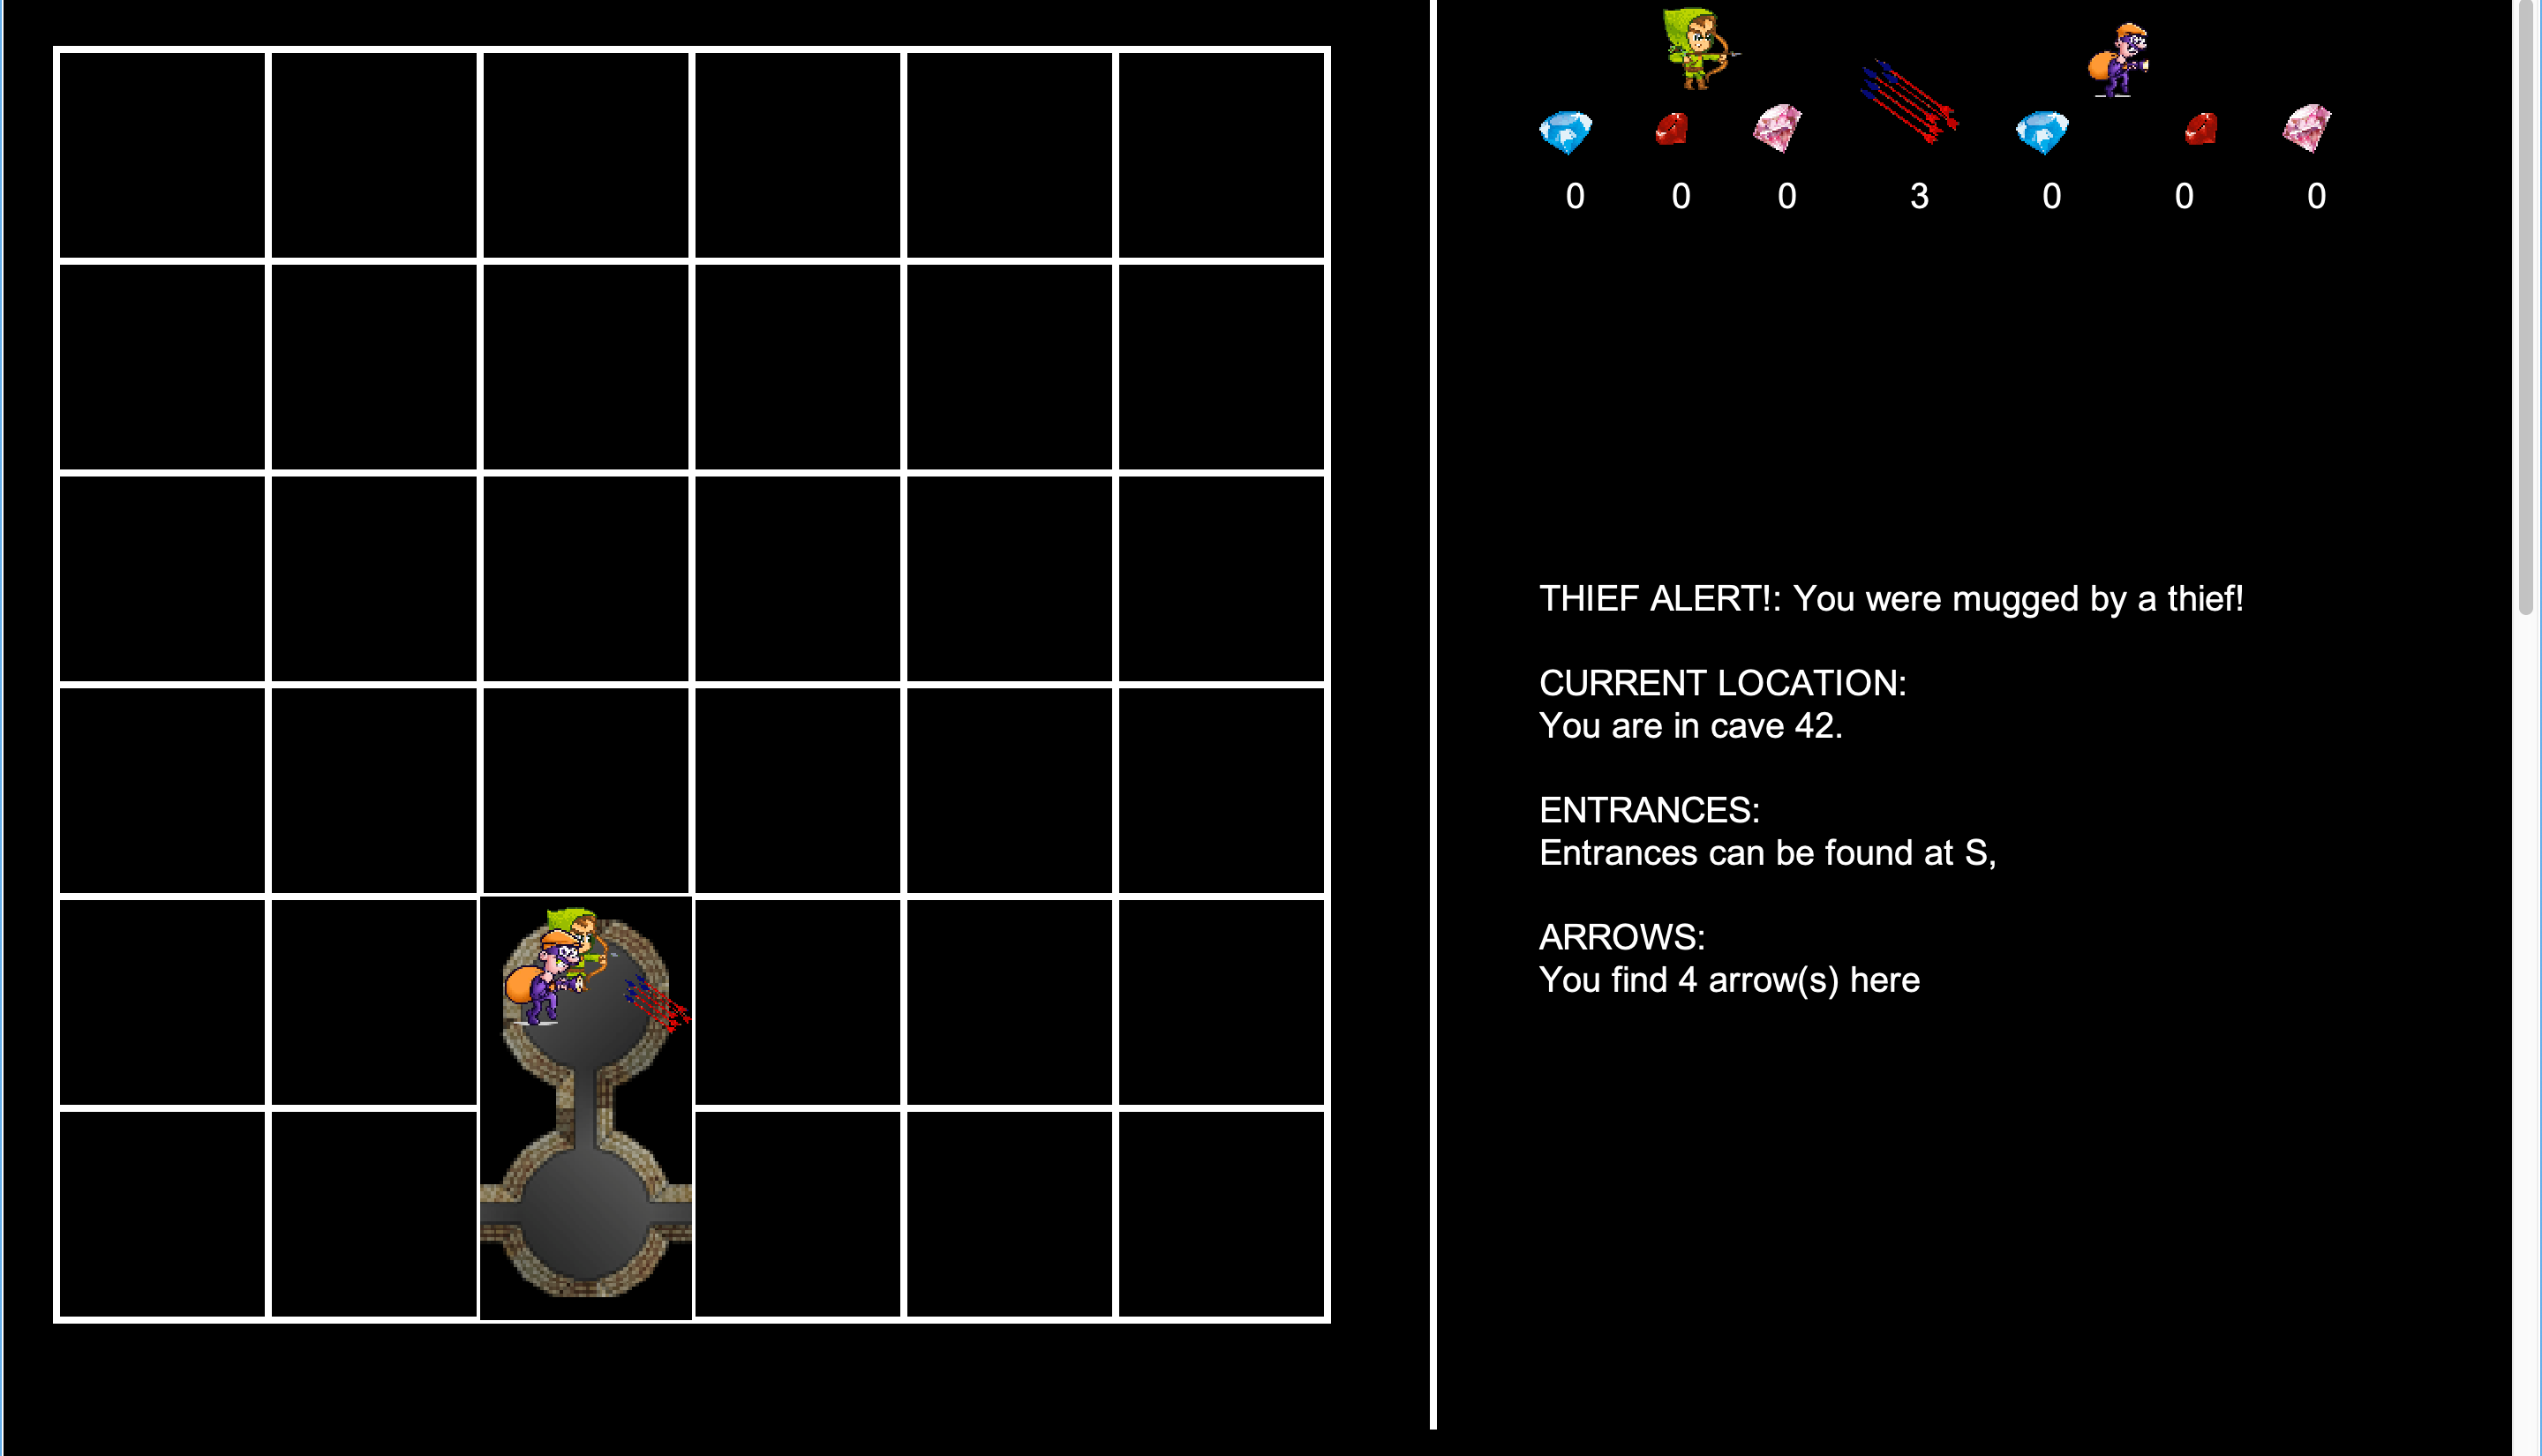 0 0 0 3 0 0 0
THIEF ALERT!: You were mugged by a thief!
CURRENT LOCATION:
You are in cave 42.
ENTRANCES:
Entrances can be found at S,
ARROWS:
You find 4 arrow(s) here